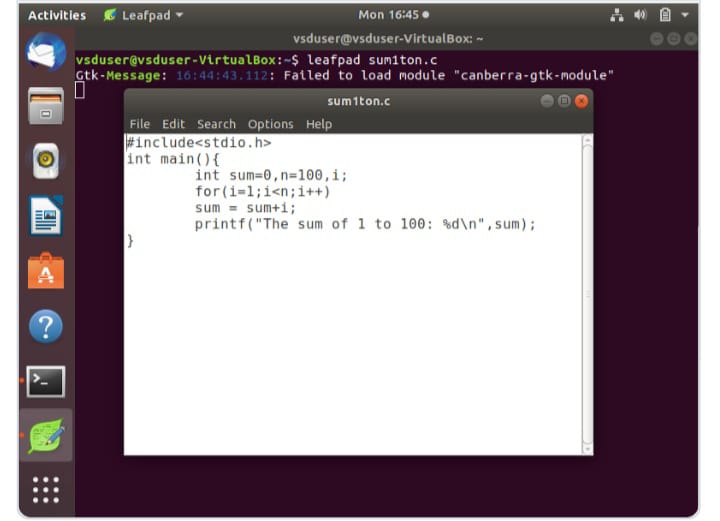 Activities Leafpad Mon 16:45
vsduser@vsduser-VirtualBox: ~
vsduser@vsduser-VirtualBox:~$ leafpad sum1ton.c
Gtk-Message: 16:44:43.112: Failed to load module "canberra-gtk-module"
sum1ton.c
File Edit Search Options Help
#include<stdio.h>
int main(){
        int sum=0,n=100,i;
        for(i=1;i<n;i++)
        sum = sum+i;
        printf("The sum of 1 to 100: %d\n",sum);
}